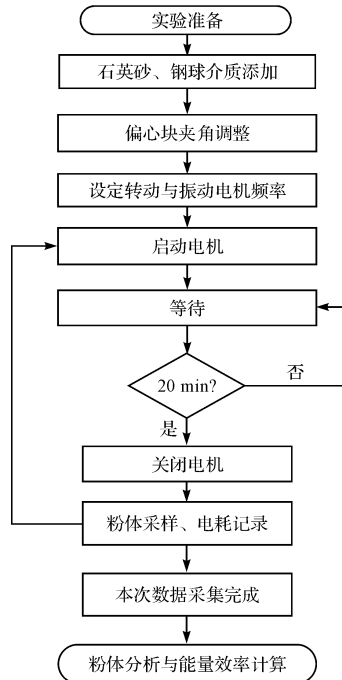 实验准备
石英砂、钢球介质添加
偏心块夹角调整
设定转动与振动电机频率
启动电机
等待
20 min?
否
是
关闭电机
粉体采样、电耗记录
本次数据采集完成
粉体分析与能量效率计算